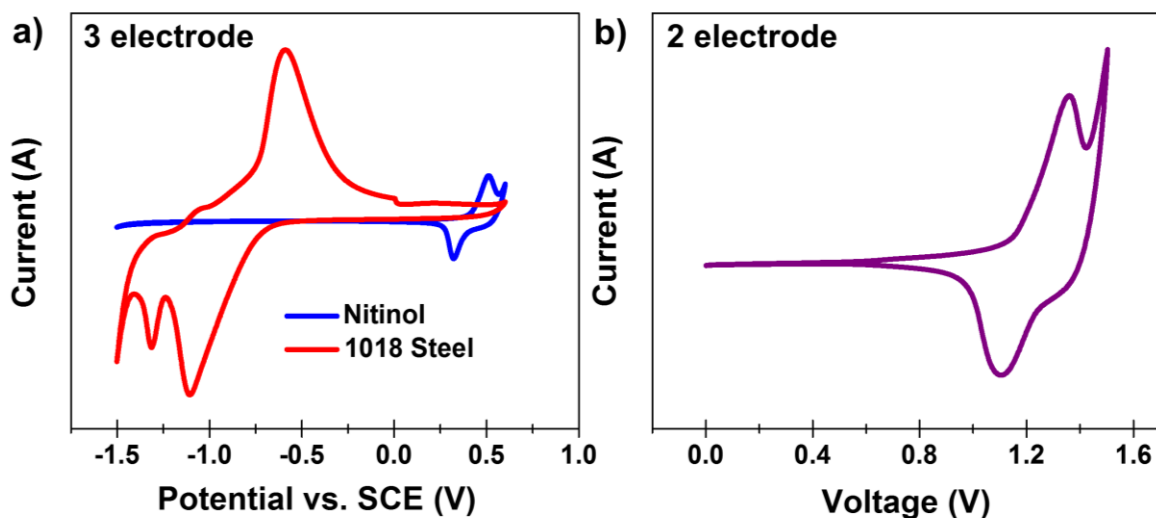 a) 3 electrode
Current (A)
Nitinol
1018 Steel
-1.5 -1.0 -0.5 0.0 0.5 1.0
Potential vs. SCE (V)
b) 2 electrode
Current (A)
0.0 0.4 0.8 1.2 1.6
Voltage (V)